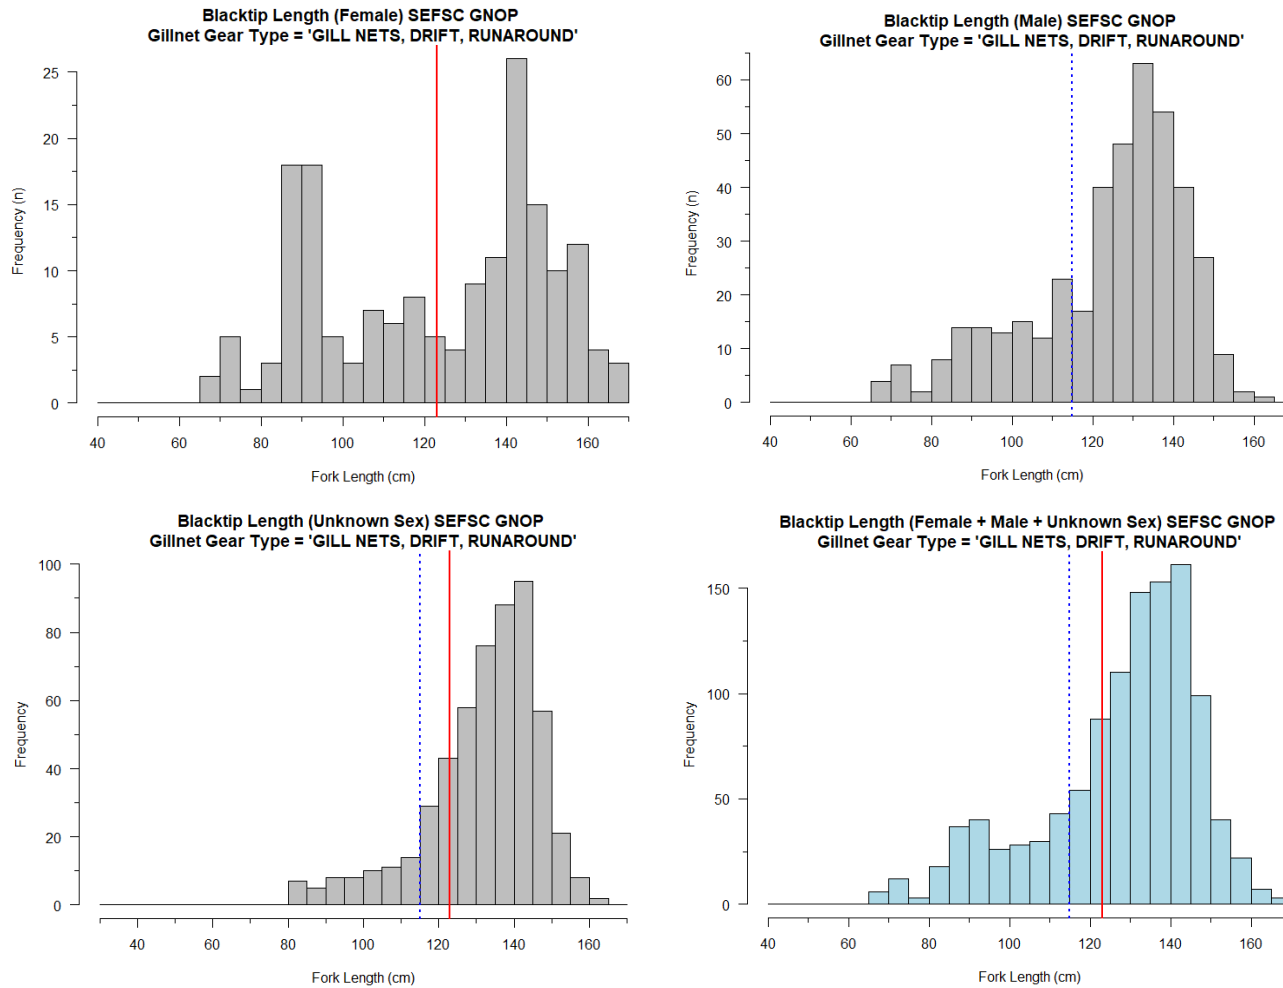 Blacktip Length (Female) SEFSC GNOP
Gillnet Gear Type = 'GILL NETS, DRIFT, RUNAROUND'
25
20
15
10
5
0
Frequency (n)
40 60 80 100 120 140 160
Fork Length (cm)
Blacktip Length (Male) SEFSC GNOP
Gillnet Gear Type = 'GILL NETS, DRIFT, RUNAROUND'
60
50
40
30
20
10
0
Frequency (n)
40 60 80 100 120 140 160
Fork Length (cm)
Blacktip Length (Unknown Sex) SEFSC GNOP
Gillnet Gear Type = 'GILL NETS, DRIFT, RUNAROUND'
100
80
60
40
20
0
Frequency
40 60 80 100 120 140 160
Fork Length (cm)
Blacktip Length (Female + Male + Unknown Sex) SEFSC GNOP
Gillnet Gear Type = 'GILL NETS, DRIFT, RUNAROUND'
150
100
50
0
Frequency
40 60 80 100 120 140 160
Fork Length (cm)